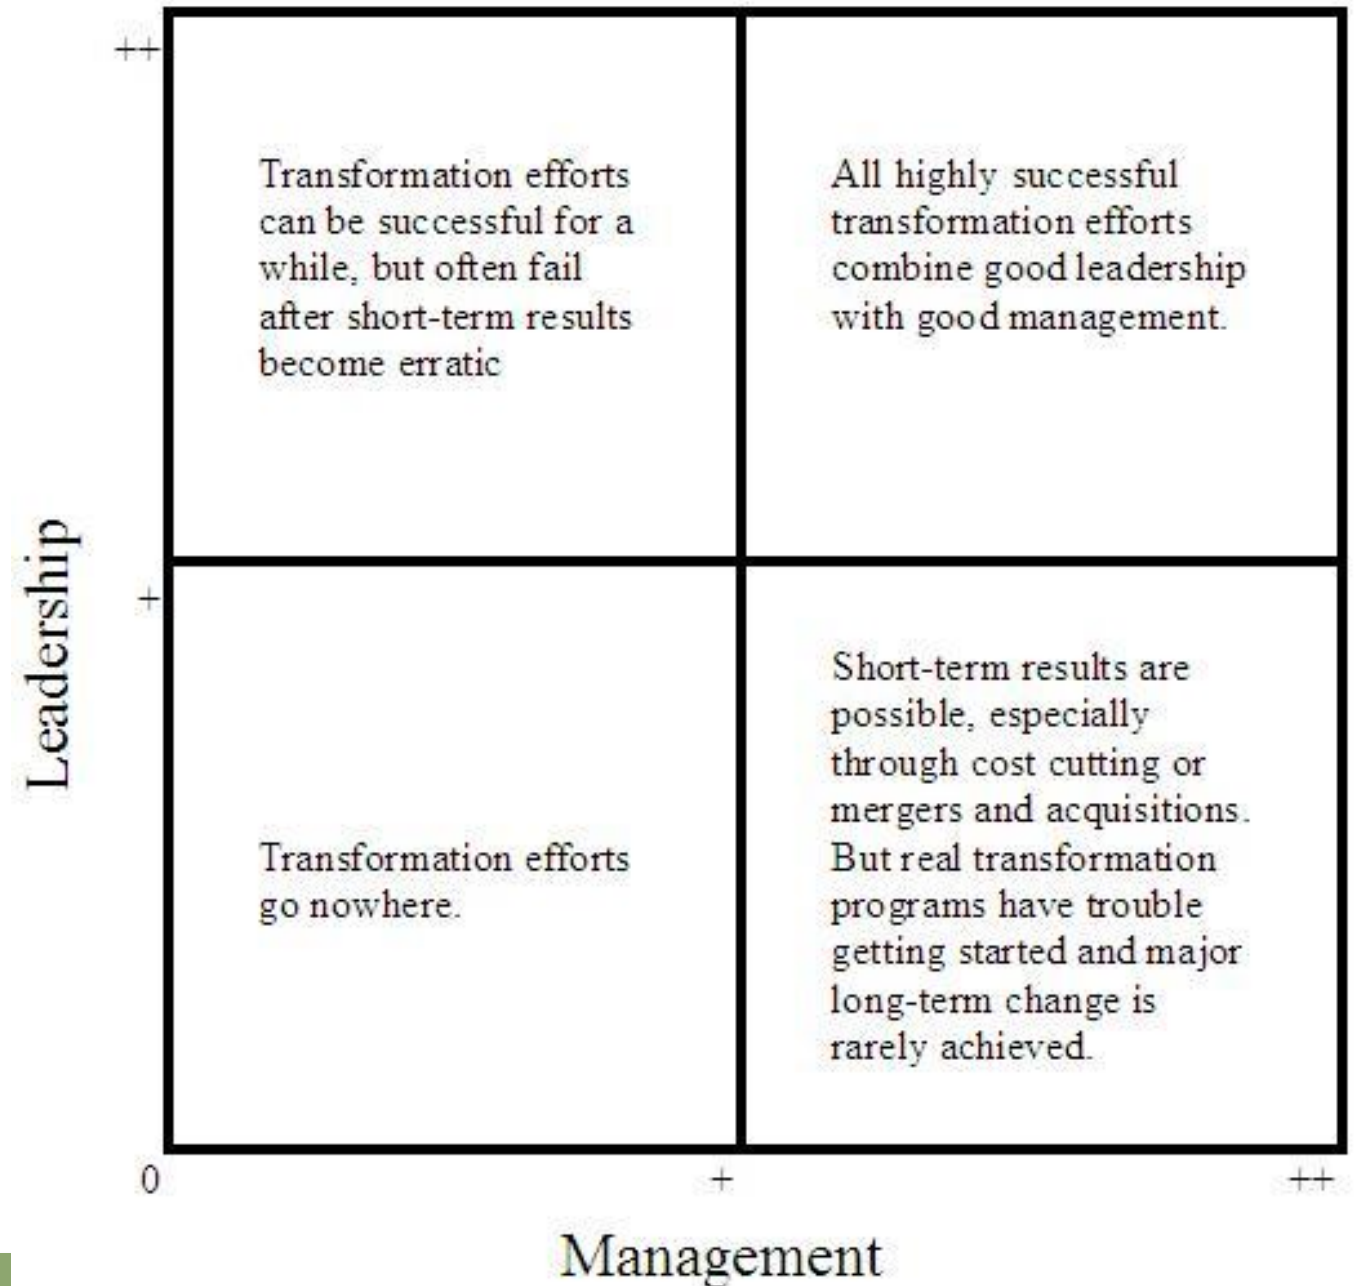 ++
Transformation efforts
can be successful for a
while, but often fail
after short-term results
become erratic
All highly successful
transformation efforts
combine good leadership
with good management.
Leadership
+
Transformation efforts
go nowhere.
Short-term results are
possible, especially
through cost cutting or
mergers and acquisitions.
But real transformation
programs have trouble
getting started and major
long-term change is
rarely achieved.
0
+
++
Management